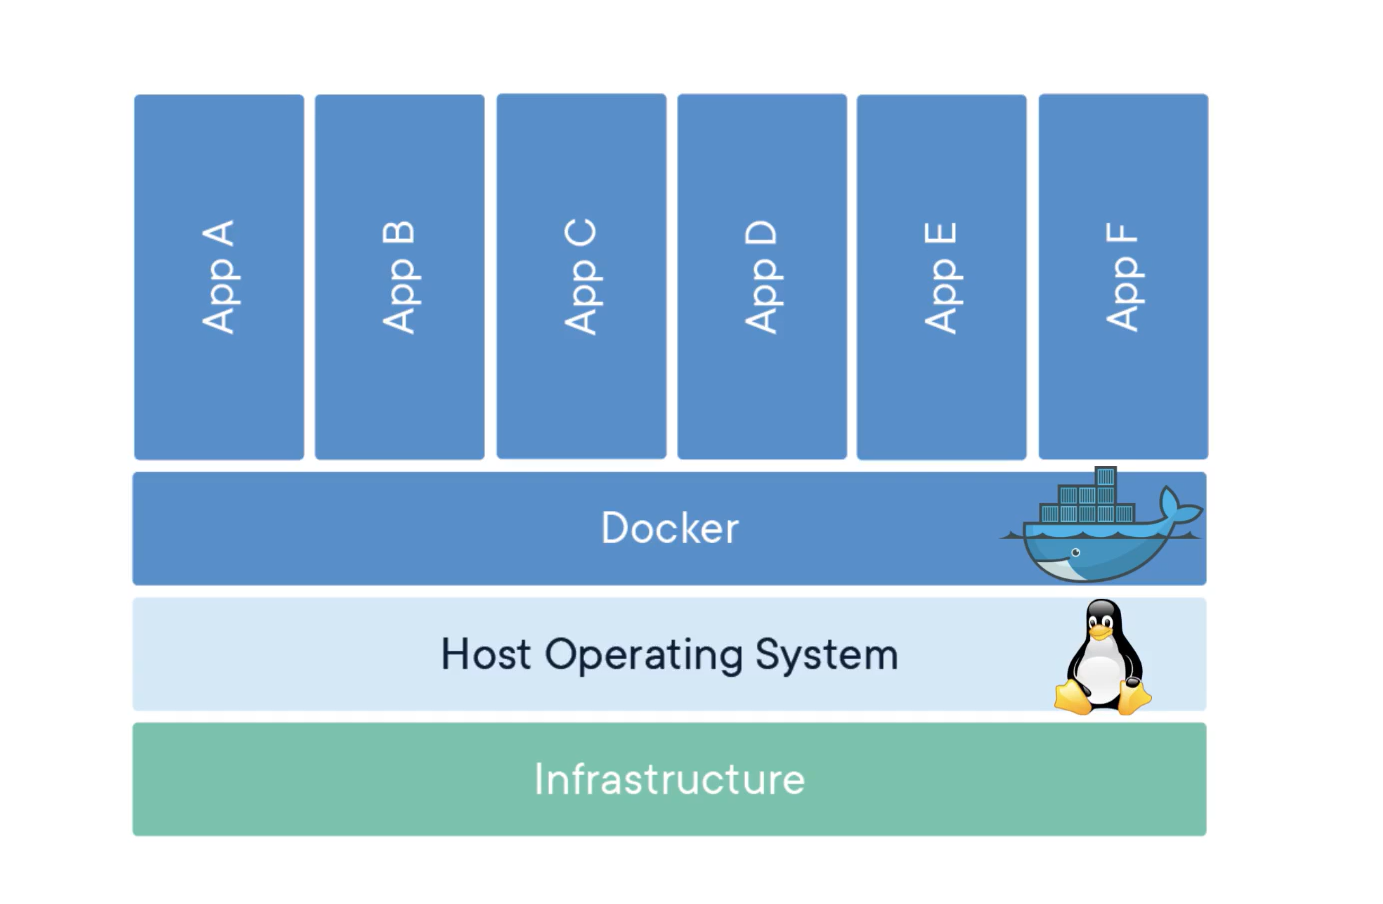 App A
App B
App C
App D
App E
App F
Docker
Host Operating System
Infrastructure